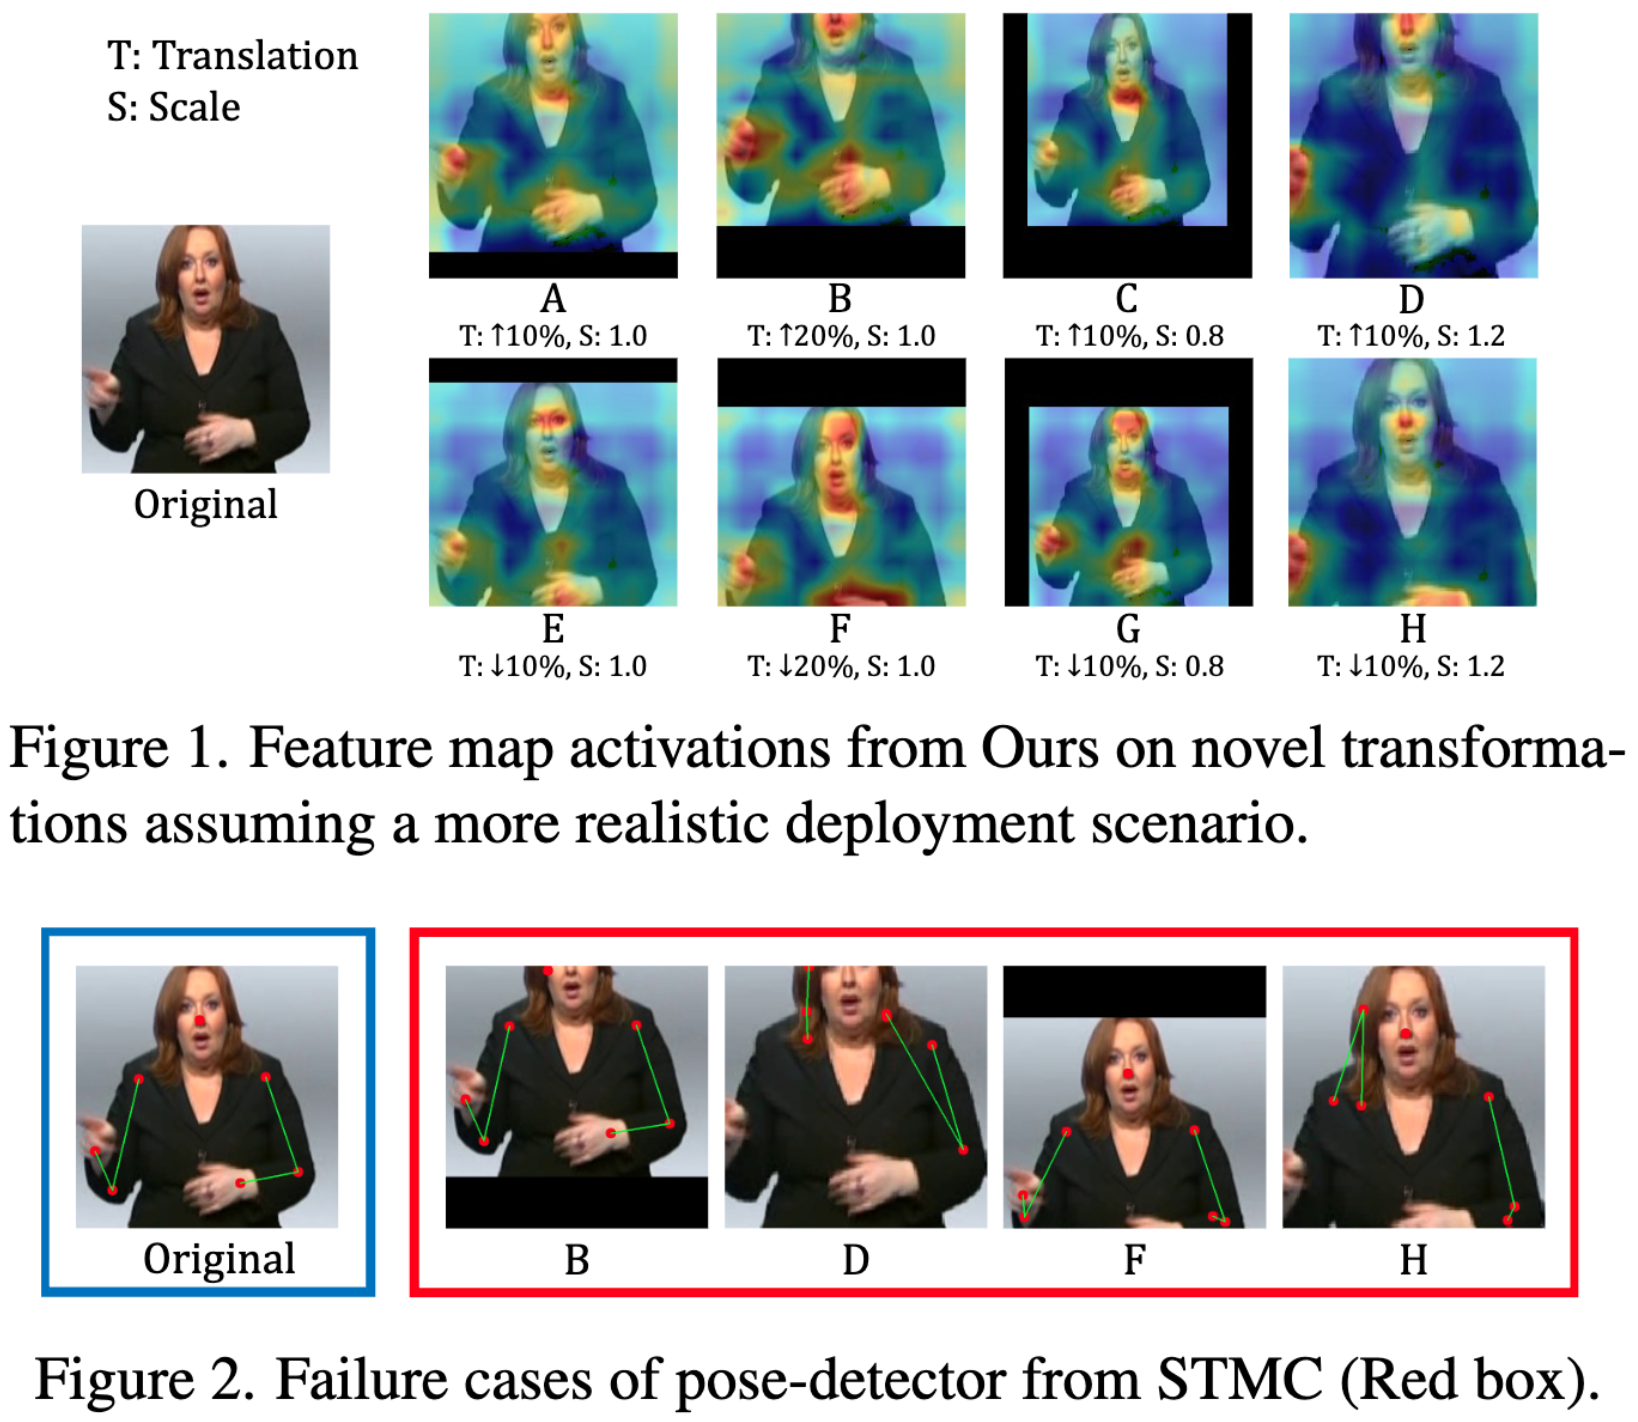 T: Translation
S: Scale
Original
A
B
C
D
T: ↑10%, S: 1.0
T: ↑20%, S: 1.0
T: ↑10%, S: 0.8
T: ↑10%, S: 1.2
E
F
G
H
T: ↓10%, S: 1.0
T: ↓20%, S: 1.0
T: ↓10%, S: 0.8
T: ↓10%, S: 1.2
Figure 1. Feature map activations from Ours on novel transforma-
tions assuming a more realistic deployment scenario.
Original
B
D
F
H
Figure 2. Failure cases of pose-detector from STMC (Red box).